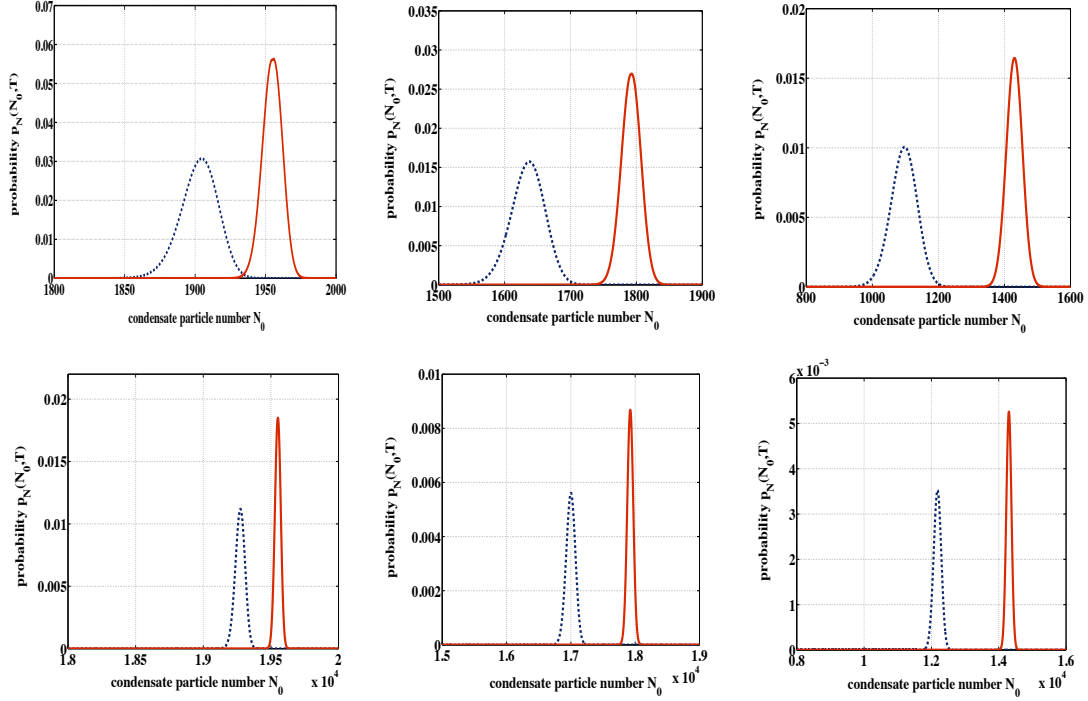 0.07
0.06
0.05
0.04
0.03
0.02
0.01
0
probability p_N(N_0,T)
1800 1850 1900 1950 2000
condensate particle number N_0
0.035
0.03
0.025
0.02
0.015
0.01
0.005
0
probability p_N(N_0,T)
1500 1600 1700 1800 1900
condensate particle number N_0
0.015
0.01
0.005
0
probability p_N(N_0,T)
800 1000 1200 1400 1600
condensate particle number N_0
0.02
0.015
0.01
0.005
0
probability p_N(N_0,T)
1.8 1.85 1.9 1.95 2
condensate particle number N_0 x 10^4
0.01
0.008
0.006
0.004
0.002
0
probability p_N(N_0,T)
1.5 1.6 1.7 1.8 1.9
condensate particle number N_0 x 10^4
x 10^-3
6
5
4
3
2
1
0
probability p_N(N_0,T)
0.8 1 1.2 1.4 1.6
condensate particle number N_0 x 10^4